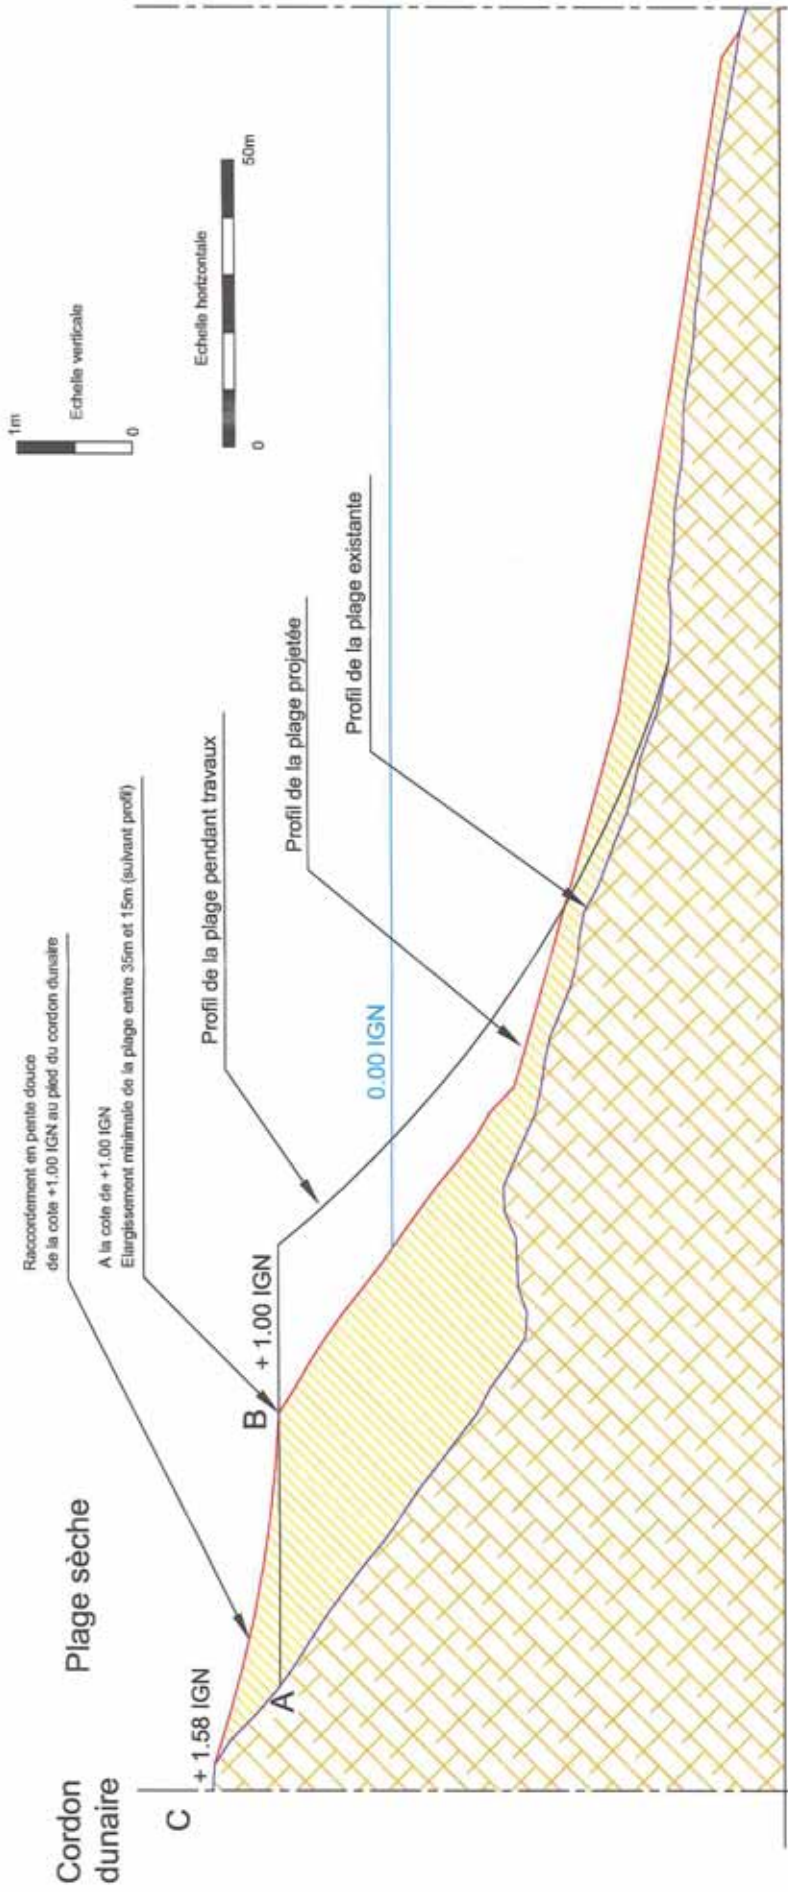 Cordon
dunaire
C
Plage sèche
+ 1.58 IGN
A
B
+ 1.00 IGN
Raccordement en pente douce
de la cote +1.00 IGN au pied du cordon dunaire
A la cote de +1.00 IGN
Elargissement minimale de la plage entre 35m et 15m (suivant profil)
Profil de la plage pendant travaux
0.00 IGN
Profil de la plage projetée
Profil de la plage existante
1m
Echelle verticale
0
Echelle horizontale
0
50m